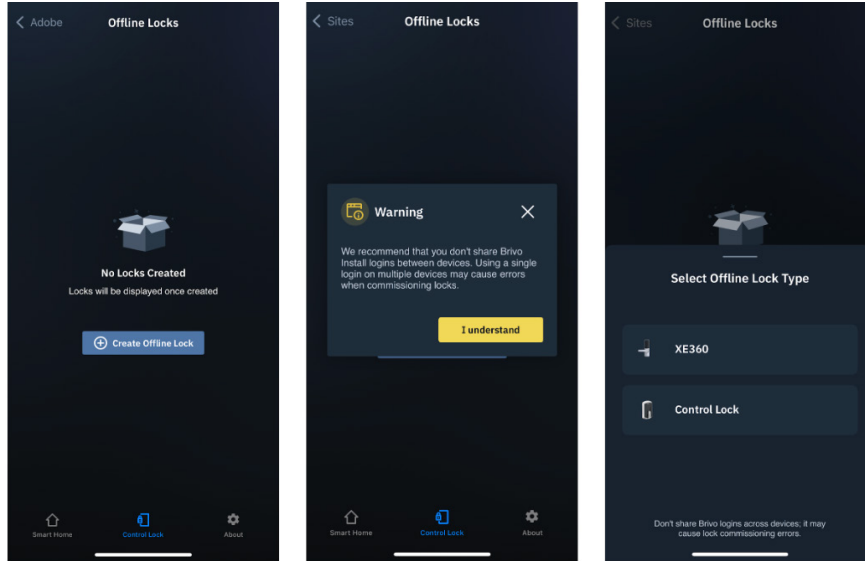 Adobe
Offline Locks
No Locks Created
Locks will be displayed once created
Create Offline Lock
Smart Home
Control Lock
About
Sites
Offline Locks
Warning
We recommend that you don't share Brivo
Install logins between devices. Using a single
login on multiple devices may cause errors
when commissioning locks.
I understand
Smart Home
Control Lock
About
Sites
Offline Locks
Select Offline Lock Type
XE360
Control Lock
Don't share Brivo logins across devices; it may
cause lock commissioning errors.